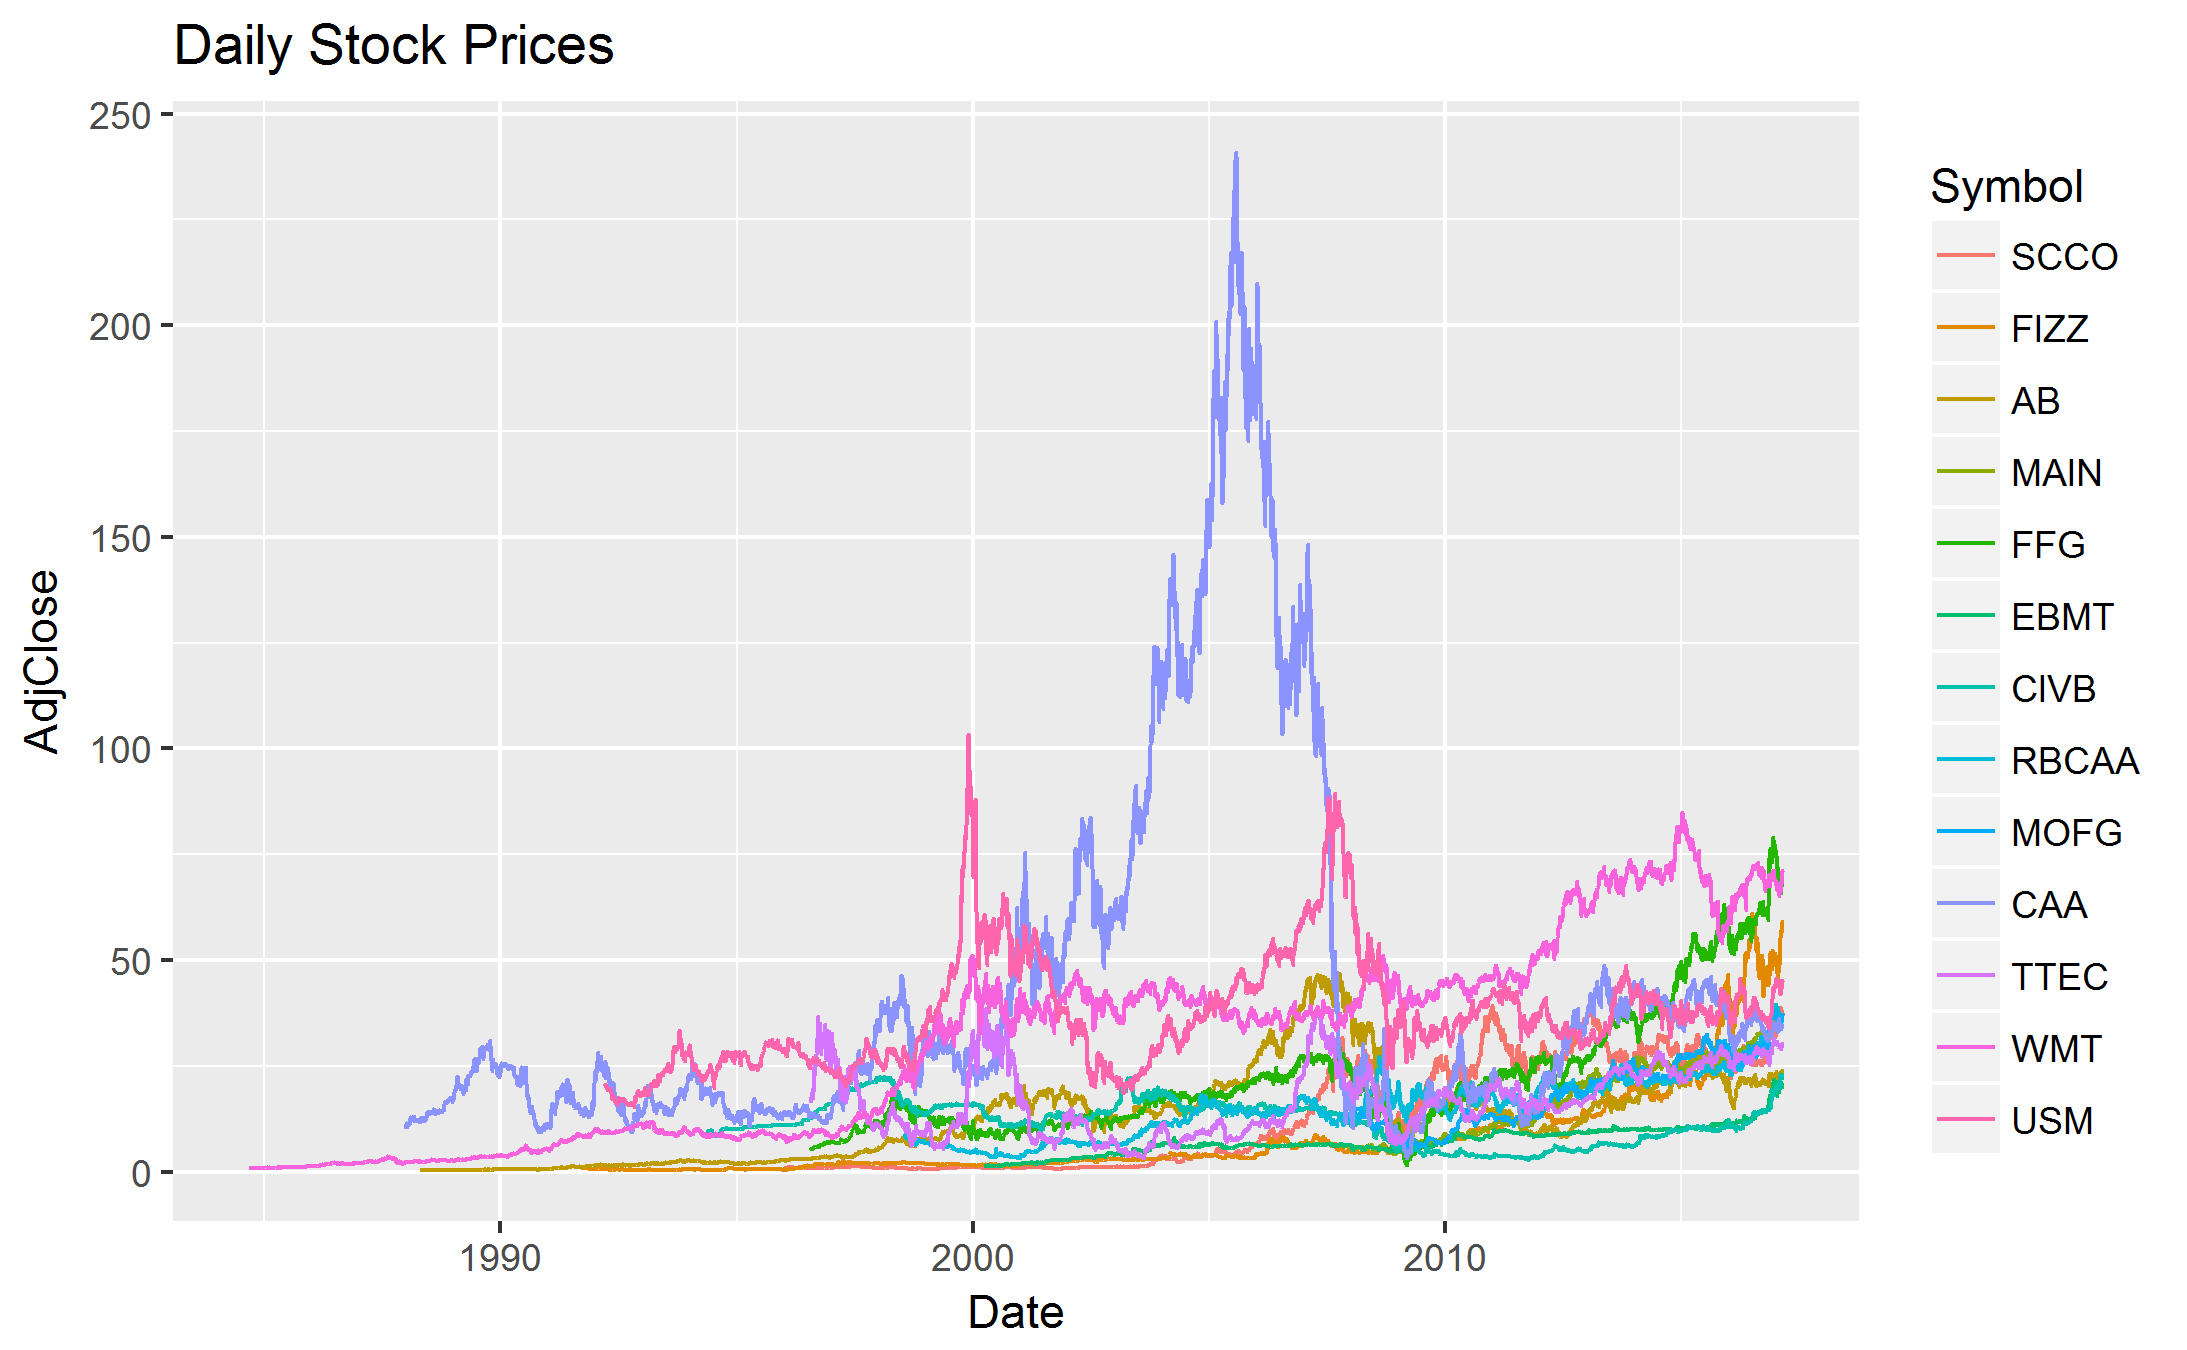 Daily Stock Prices
250
200
150
100
50
0
AdjClose
1990
2000
2010
Date
Symbol
SCCO
FIZZ
AB
MAIN
FFG
EBMT
CIVB
RBCAA
MOFG
CAA
TTEC
WMT
USM